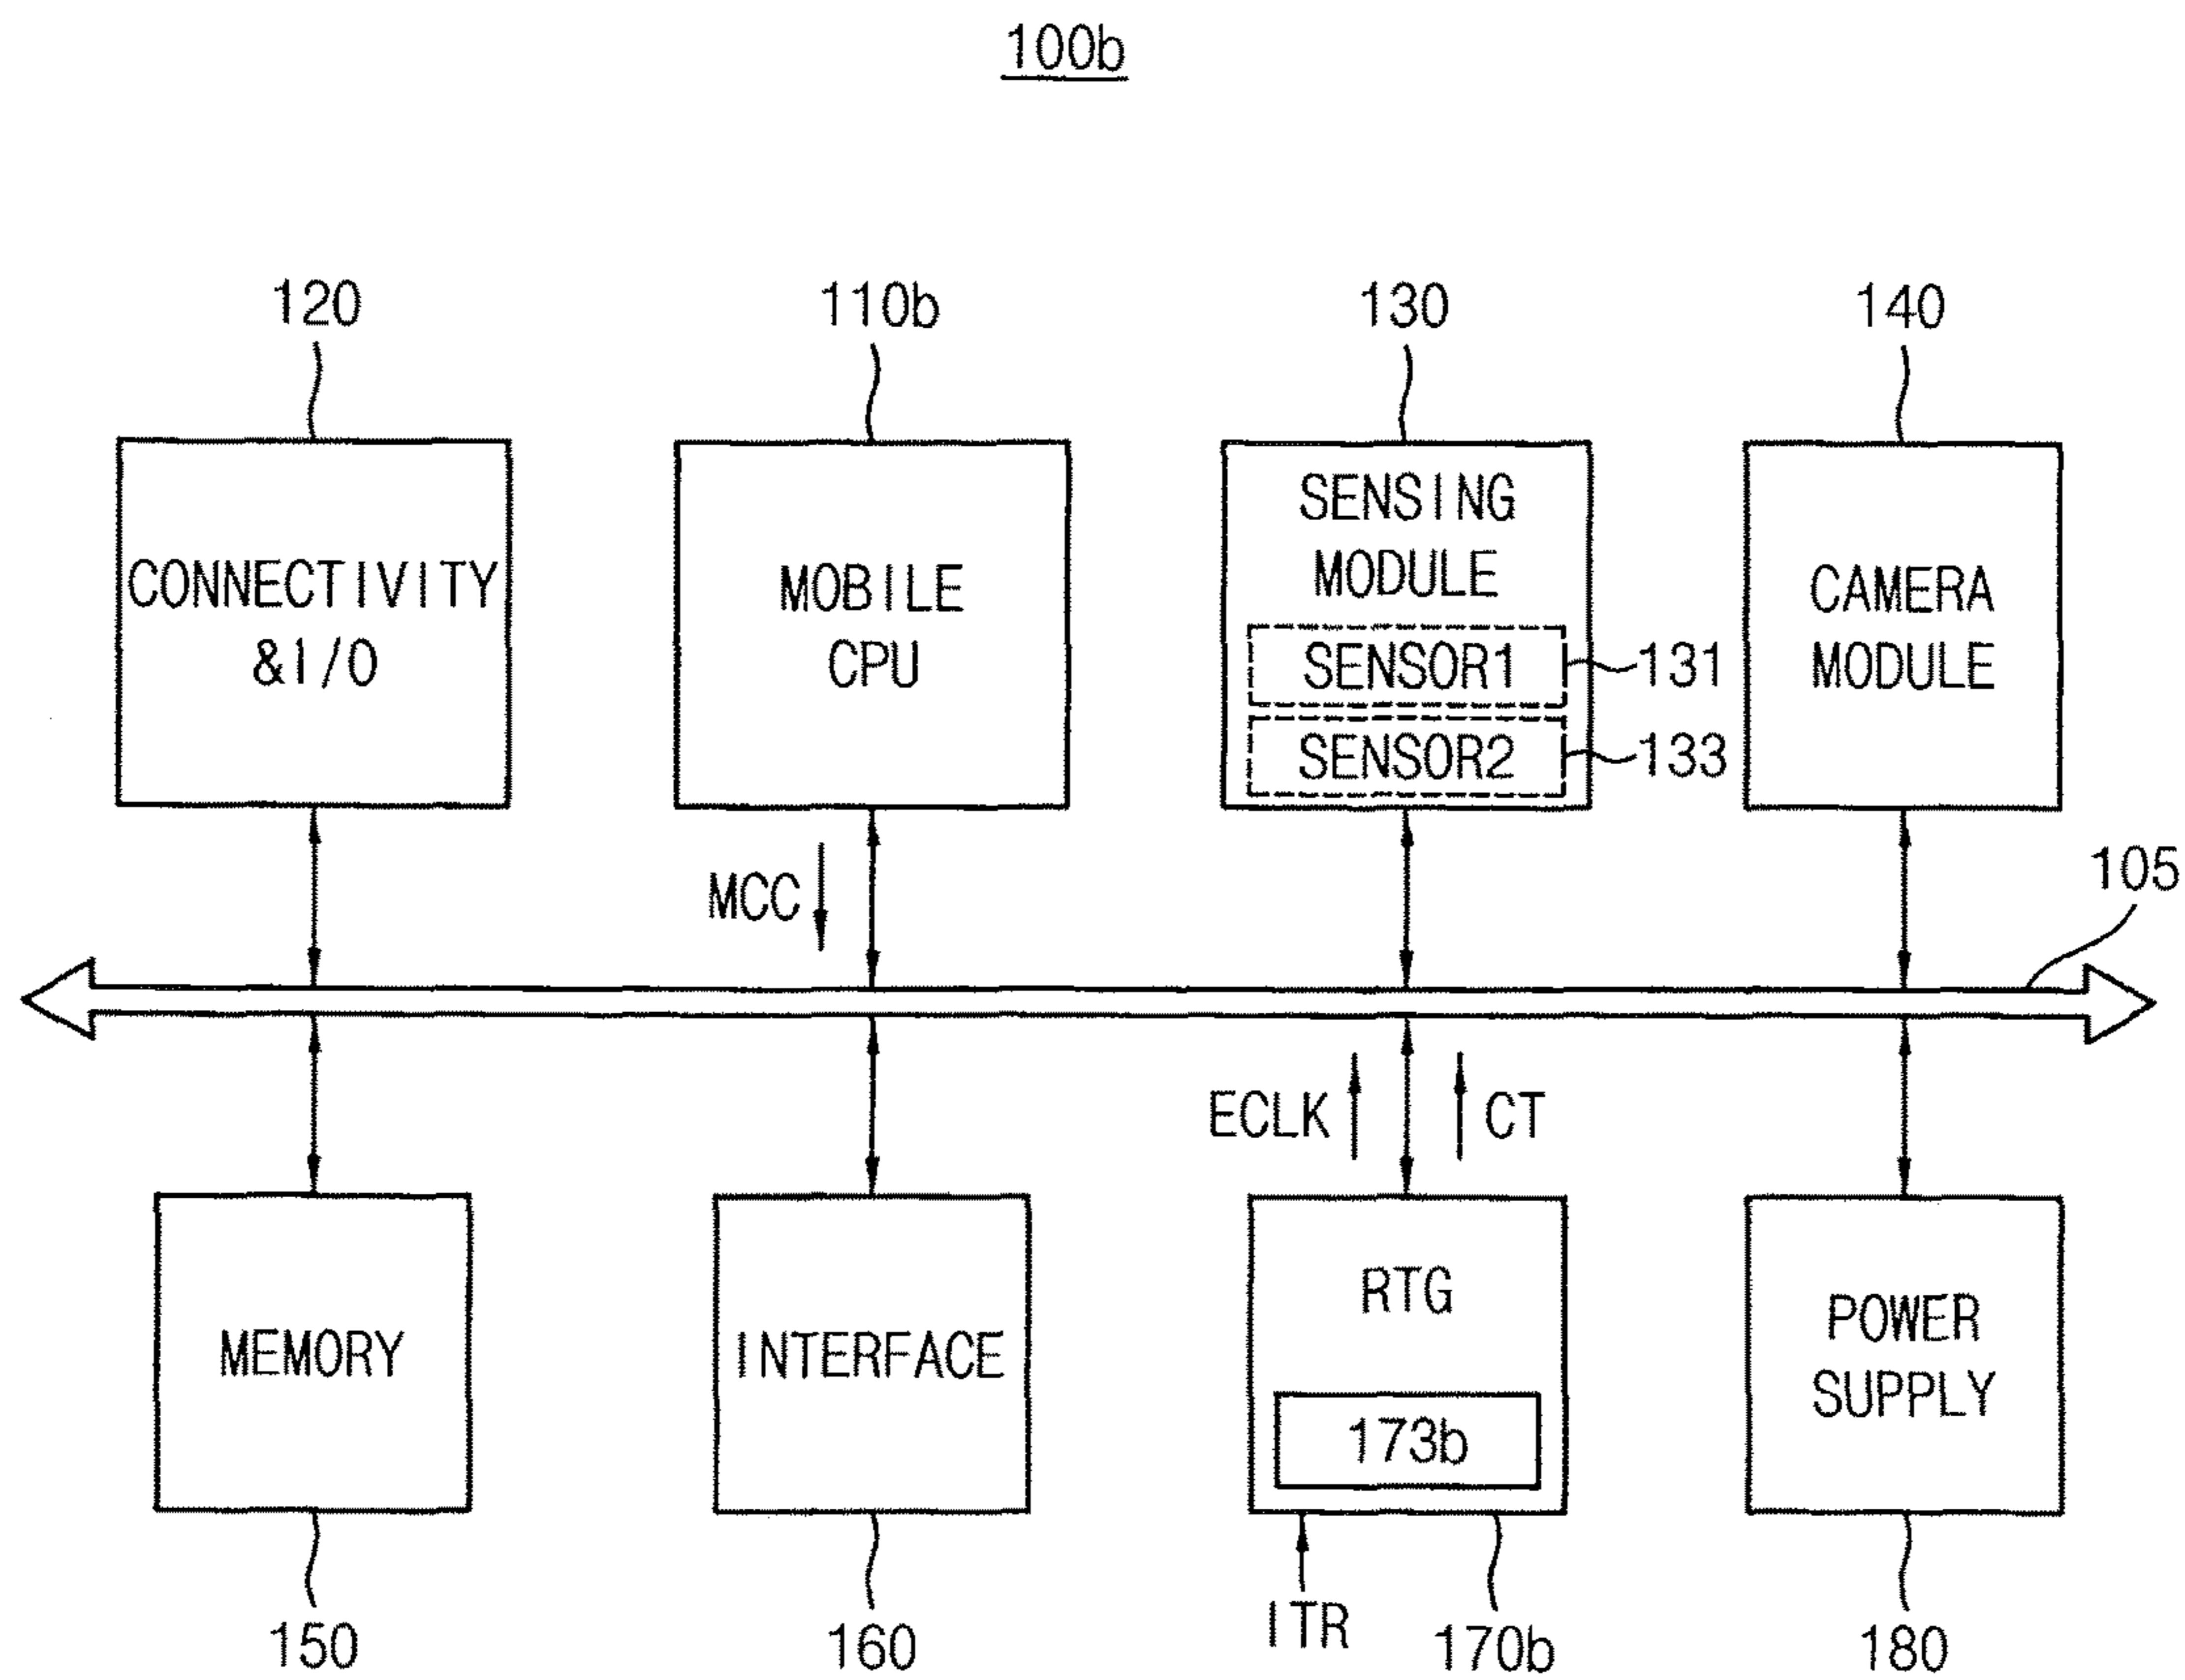 100b
120
110b
130
140
CONNECTIVITY
&I/O
MOBILE
CPU
SENSING
MODULE
SENSOR1
131
SENSOR2
133
CAMERA
MODULE
MCC
105
ECLK
CT
MEMORY
INTERFACE
RTG
173b
POWER
SUPPLY
150
160
ITR
170b
180